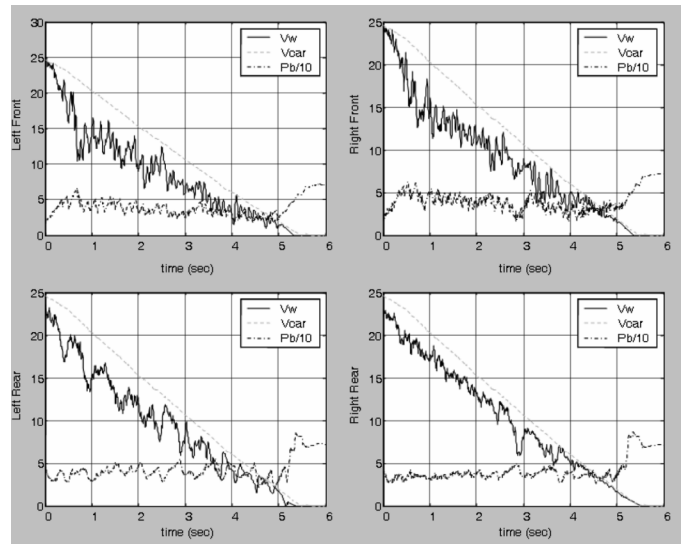 30
25
20
15
10
5
0
Left Front
Vw
Vcar
Pb/10
0 1 2 3 4 5 6
time (sec)
25
20
15
10
5
0
Right Front
Vw
Vcar
Pb/10
0 1 2 3 4 5 6
time (sec)
25
20
15
10
5
0
Left Rear
Vw
Vcar
Pb/10
0 1 2 3 4 5 6
time (sec)
25
20
15
10
5
0
Right Rear
Vw
Vcar
Pb/10
0 1 2 3 4 5 6
time (sec)